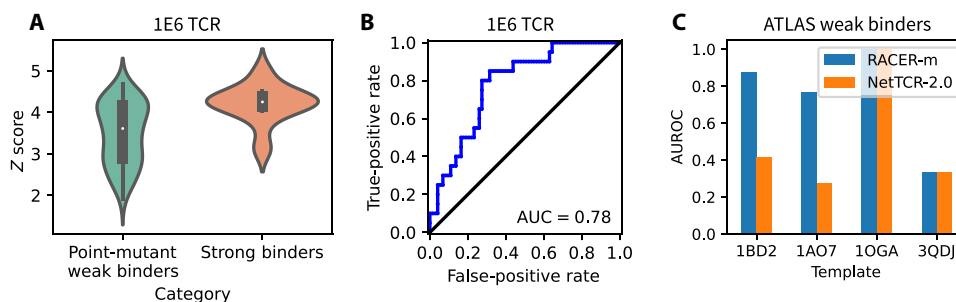 A
1E6 TCR
Z score
5
4
3
2
Point-mutant
weak binders
Strong binders
Category
B
1E6 TCR
True-positive rate
1.0
0.8
0.6
0.4
0.2
0.0
AUC = 0.78
0.0 0.2 0.4 0.6 0.8 1.0
False-positive rate
C
ATLAS weak binders
RACER-m
NetTCR-2.0
AUROC
1.0
0.8
0.6
0.4
0.2
0.0
1BD2 1AO7 1OGA 3QDJ
Template